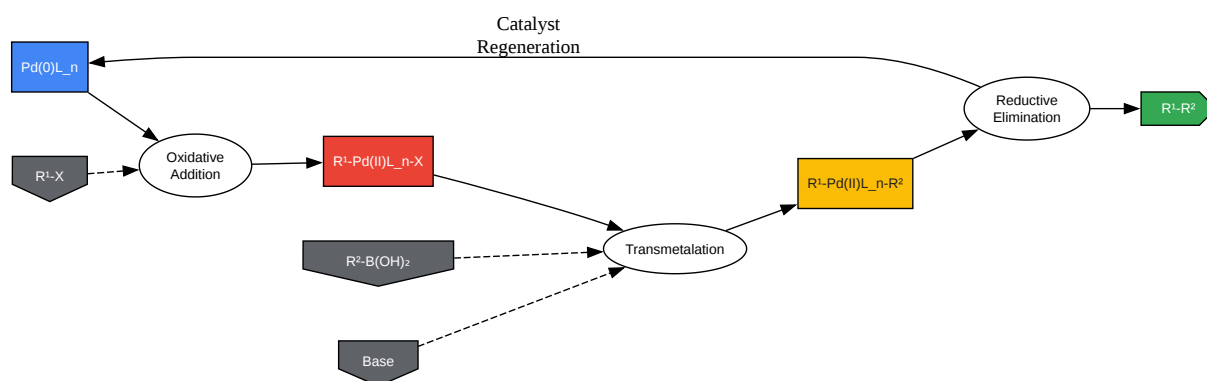 Catalyst
Regeneration
Pd(0)L_n
Reductive
Elimination
R¹-R²
Oxidative
Addition
R¹-X
R¹-Pd(II)L_n-X
R¹-Pd(II)L_n-R²
R²-B(OH)₂
Transmetalation
Base